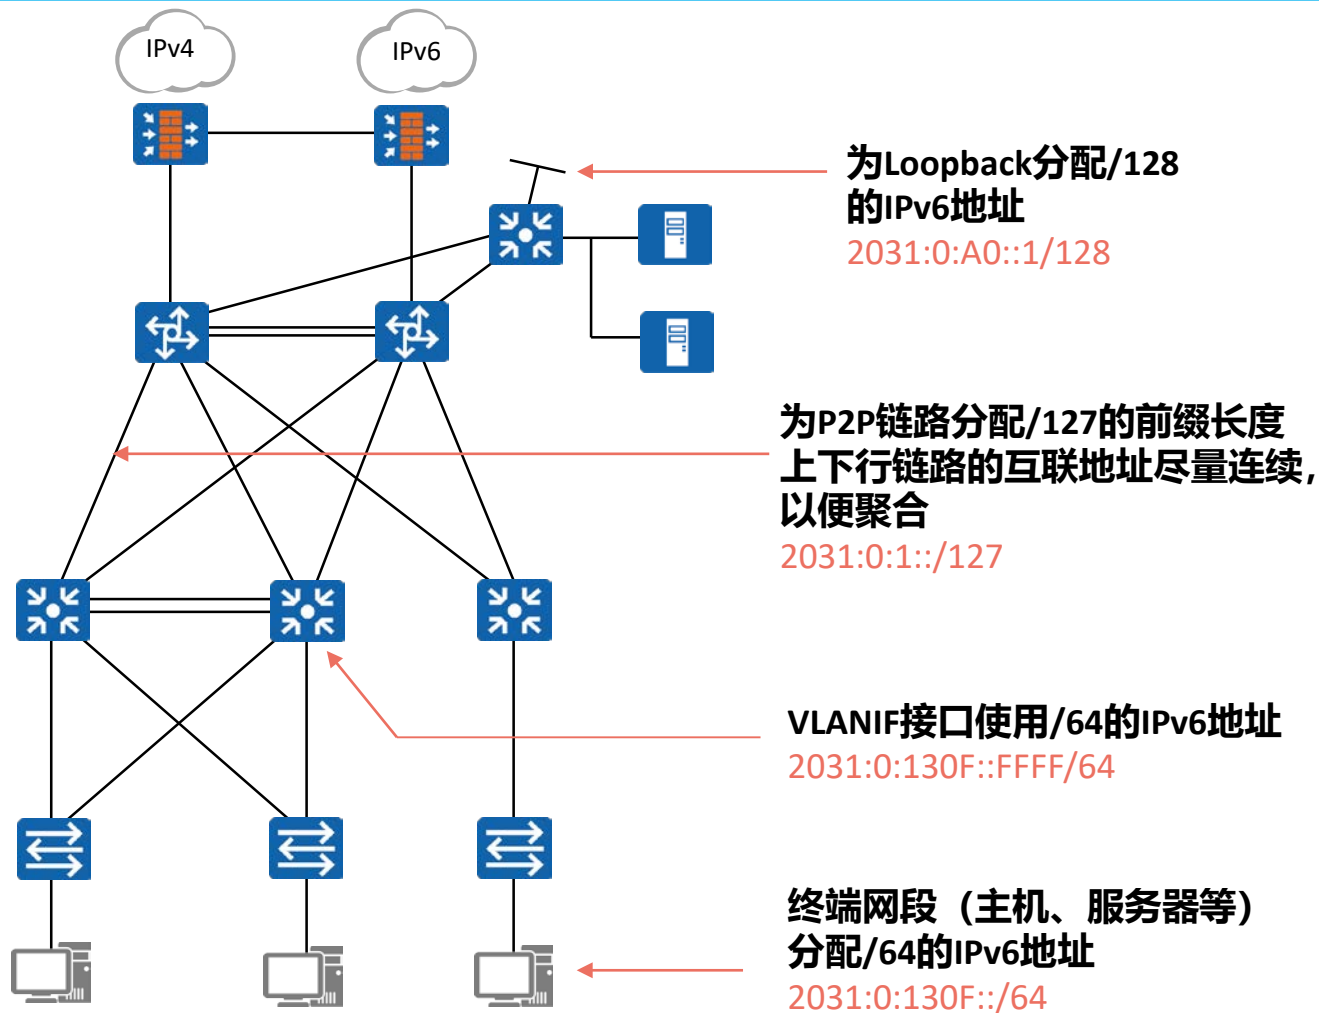 IPv4
IPv6
为Loopback分配/128
的IPv6地址
2031:0:A0::1/128
为P2P链路分配/127的前缀长度
上下行链路的互联地址尽量连续，
以便聚合
2031:0:1::/127
VLANIF接口使用/64的IPv6地址
2031:0:130F::FFFF/64
终端网段（主机、服务器等）
分配/64的IPv6地址
2031:0:130F::/64